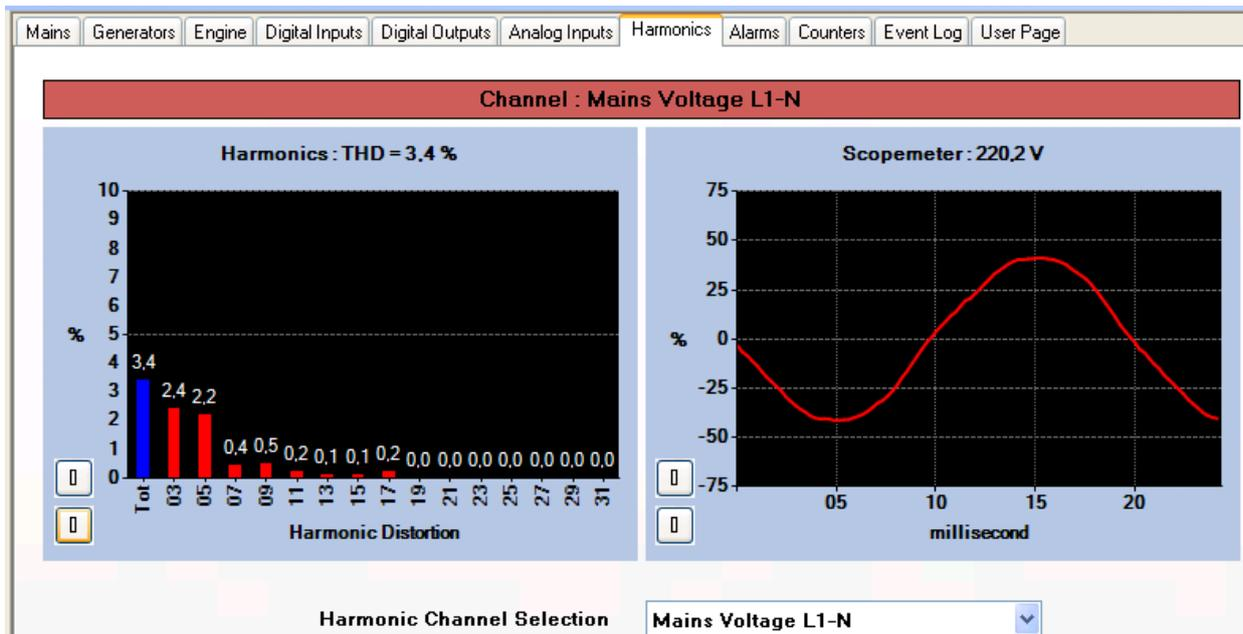 Mains Generators Engine Digital Inputs Digital Outputs Analog Inputs Harmonics Alarms Counters Event Log User Page
Channel : Mains Voltage L1-N
Harmonics : THD = 3,4 %
10
9
8
7
6
5
4
3
2
1
0
%
3,4 2,4 2,2 0,4 0,5 0,2 0,1 0,1 0,2 0,0 0,0 0,0 0,0 0,0 0,0 0,0
Tot 03 05 07 09 11 13 15 17 19 21 23 25 27 29 31
Harmonic Distortion
Scopemeter : 220,2 V
75
50
25
0
-25
-50
-75
%
05 10 15 20
millisecond
Harmonic Channel Selection Mains Voltage L1-N